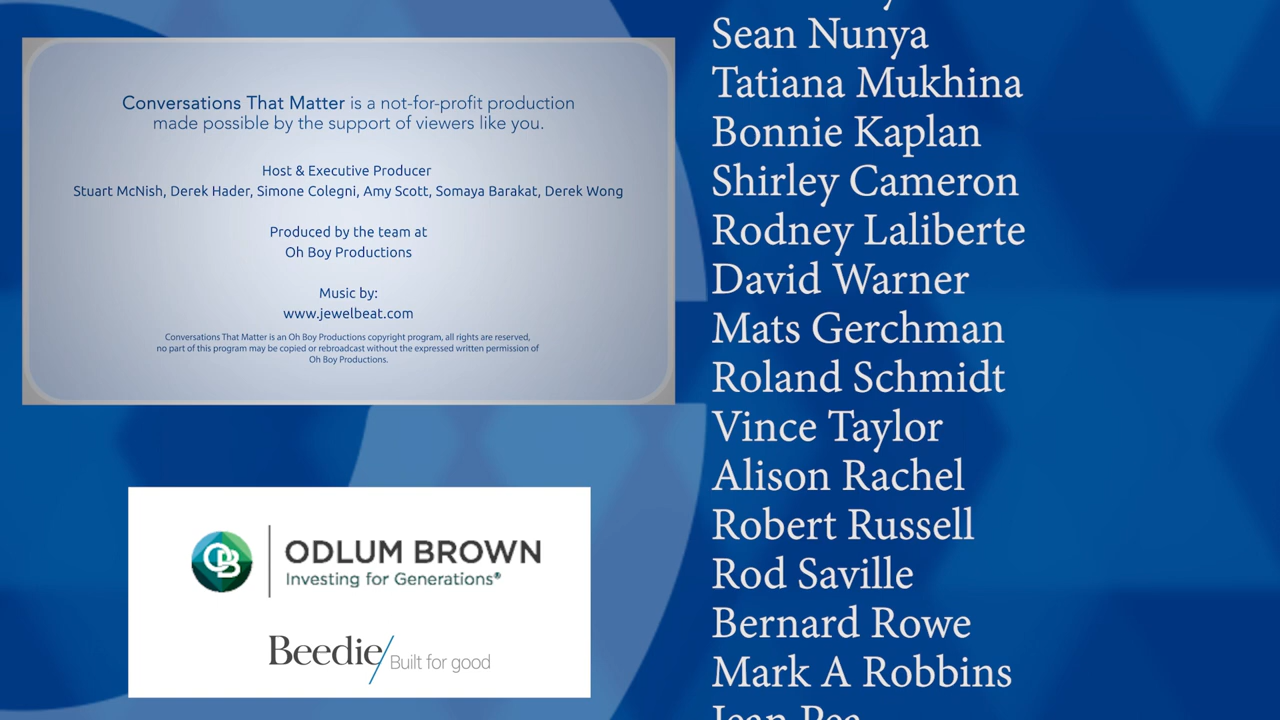 Conversations That Matter is a not-for-profit production
made possible by the support of viewers like you.
Host & Executive Producer
Stuart McNish, Derek Hader, Simone Colegni, Amy Scott, Somaya Barakat, Derek Wong
Produced by the team at
Oh Boy Productions
Music by:
www.jewelbeat.com
Conversations That Matter is an Oh Boy Productions copyright program, all rights are reserved,
no part of this program may be copied or rebroadcast without the expressed written permission of
Oh Boy Productions.
OB
ODLUM BROWN
Investing for Generations®
Beedie/ Built for good
Sean Nunya
Tatiana Mukhina
Bonnie Kaplan
Shirley Cameron
Rodney Laliberte
David Warner
Mats Gerchman
Roland Schmidt
Vince Taylor
Alison Rachel
Robert Russell
Rod Saville
Bernard Rowe
Mark A Robbins